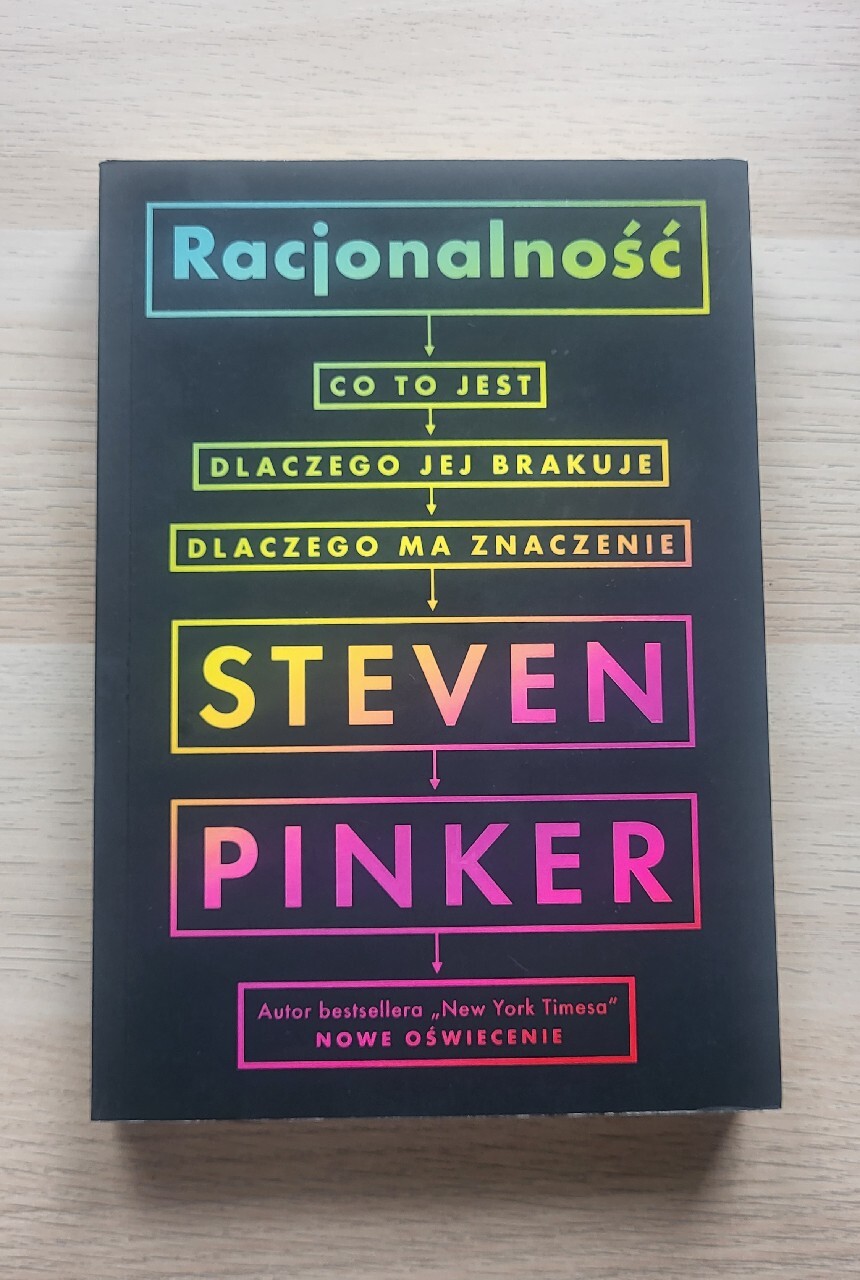 Racjonalność
CO TO JEST
DLACZEGO JEJ BRAKUJE
DLACZEGO MA ZNACZENIE
STEVEN
PINKER
Autor bestsellera „New York Timesa“
NOWE OŚWIECENIE